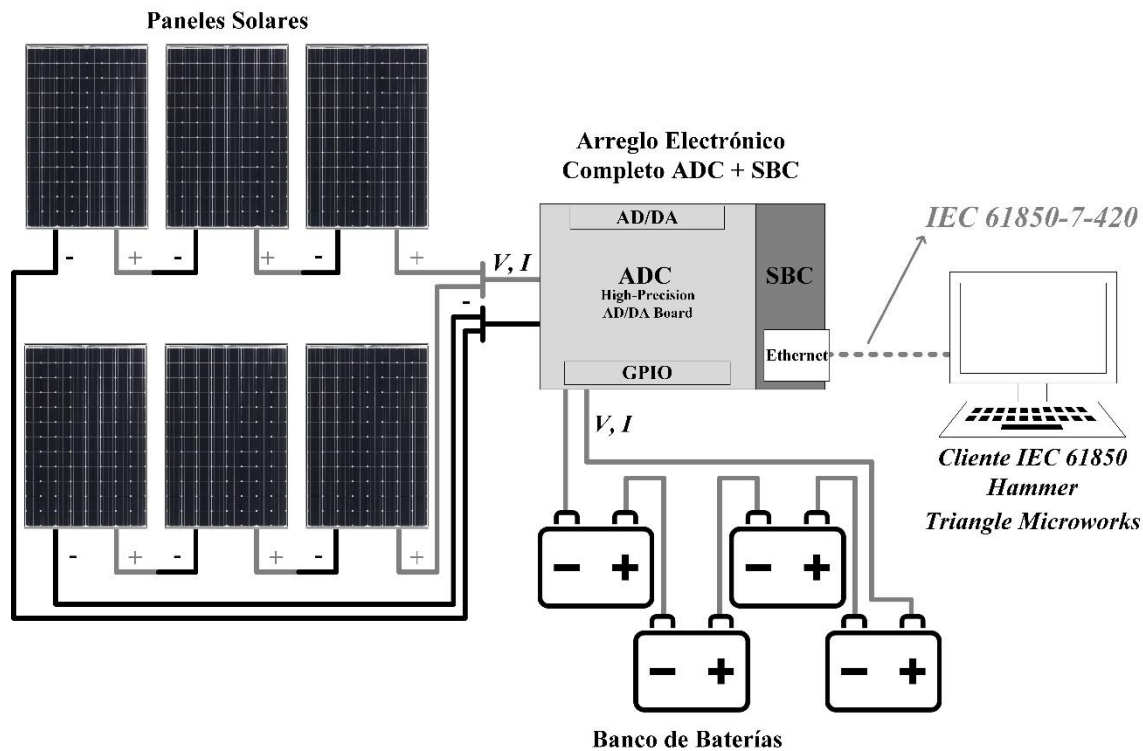 Paneles Solares
- + - + - +
V, I
-
- + - + - +
Arreglo Electrónico
Completo ADC + SBC
AD/DA
ADC
High-Precision
AD/DA Board
SBC
Ethernet
GPIO
V, I
IEC 61850-7-420
Cliente IEC 61850
Hammer
Triangle Microworks
- + - +
- + - +
Banco de Baterías